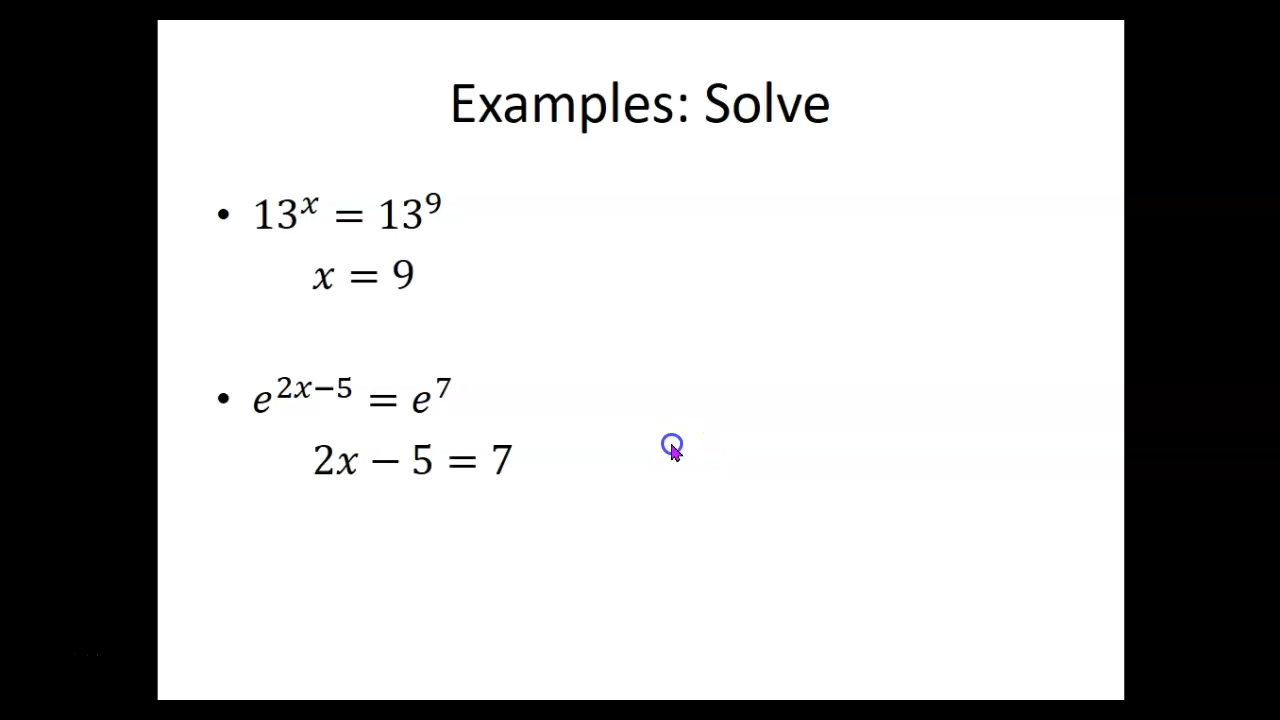 Examples: Solve
• 13^x = 13^9
x = 9
• e^{2x−5} = e^7
2x − 5 = 7